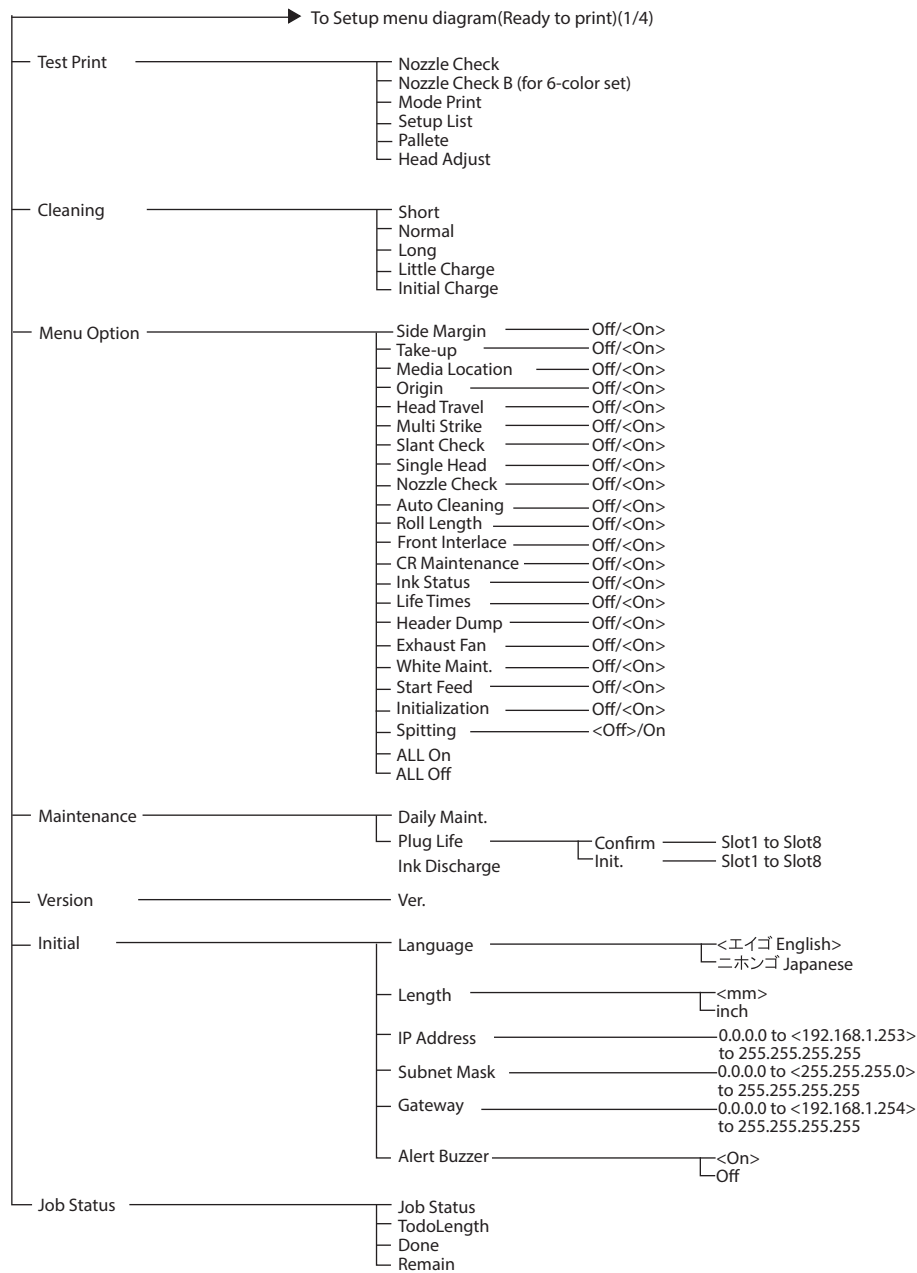 To Setup menu diagram(Ready to print)(1/4)
Test Print
Nozzle Check
Nozzle Check B (for 6-color set)
Mode Print
Setup List
Pallete
Head Adjust
Cleaning
Short
Normal
Long
Little Charge
Initial Charge
Menu Option
Side Margin Off/<On>
Take-up Off/<On>
Media Location Off/<On>
Origin Off/<On>
Head Travel Off/<On>
Multi Strike Off/<On>
Slant Check Off/<On>
Single Head Off/<On>
Nozzle Check Off/<On>
Auto Cleaning Off/<On>
Roll Length Off/<On>
Front Interlace Off/<On>
CR Maintenance Off/<On>
Ink Status Off/<On>
Life Times Off/<On>
Header Dump Off/<On>
Exhaust Fan Off/<On>
White Maint. Off/<On>
Start Feed Off/<On>
Initialization Off/<On>
Spitting <Off>/On
ALL On
ALL Off
Maintenance
Daily Maint.
Plug Life
Confirm Slot1 to Slot8
Init. Slot1 to Slot8
Ink Discharge
Version Ver.
Initial
Language
<エイゴ English>
ニホンゴ Japanese
Length
<mm>
inch
IP Address
0.0.0.0 to <192.168.1.253>
to 255.255.255.255
Subnet Mask
0.0.0.0 to <255.255.255.0>
to 255.255.255.255
Gateway
0.0.0.0 to <192.168.1.254>
to 255.255.255.255
Alert Buzzer
<On>
Off
Job Status
Job Status
TodoLength
Done
Remain